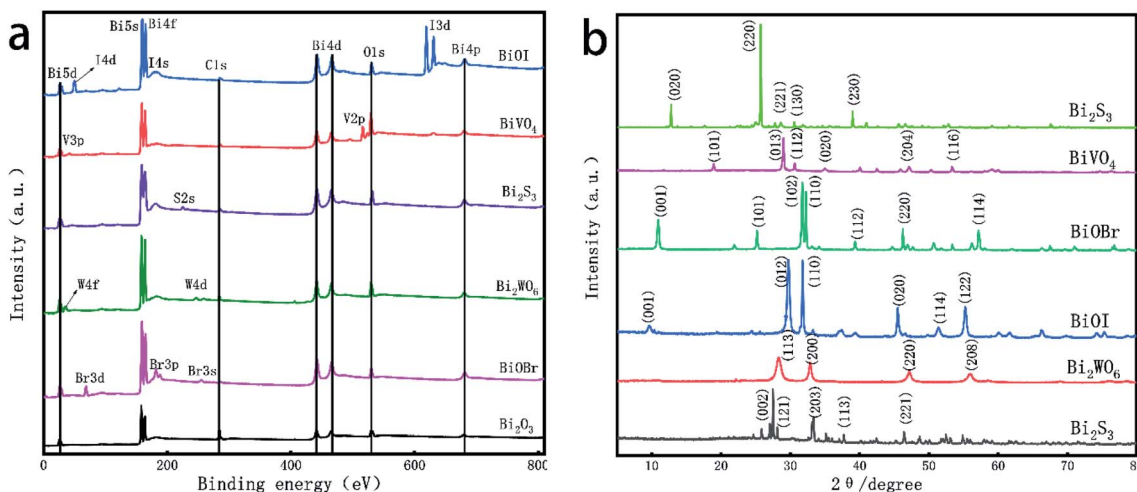 a
Bi5s
Bi4f
I3d
Bi5d
I4d
I4s
C1s
Bi4d
O1s
Bi4p
BiOI
V3p
V2p
BiVO₄
S2s
Bi₂S₃
W4f
W4d
Bi₂WO₆
Br3d
Br3p
Br3s
BiOBr
Bi₂O₃
0 200 400 600 800
Binding energy (eV)
Intensity (a. u.)
b
(020)
(220)
(221)
(130)
(230)
Bi₂S₃
(101)
(013)
(112)
(020)
(204)
(116)
BiVO₄
(001)
(101)
(102)
(110)
(112)
(220)
(114)
BiOBr
(001)
(012)
(110)
(020)
(114)
(122)
BiOI
(113)
(200)
(220)
(208)
Bi₂WO₆
(002)
(121)
(203)
(113)
(221)
Bi₂S₃
10 20 30 40 50 60 70 80
2θ/degree
Intensity (a. u.)